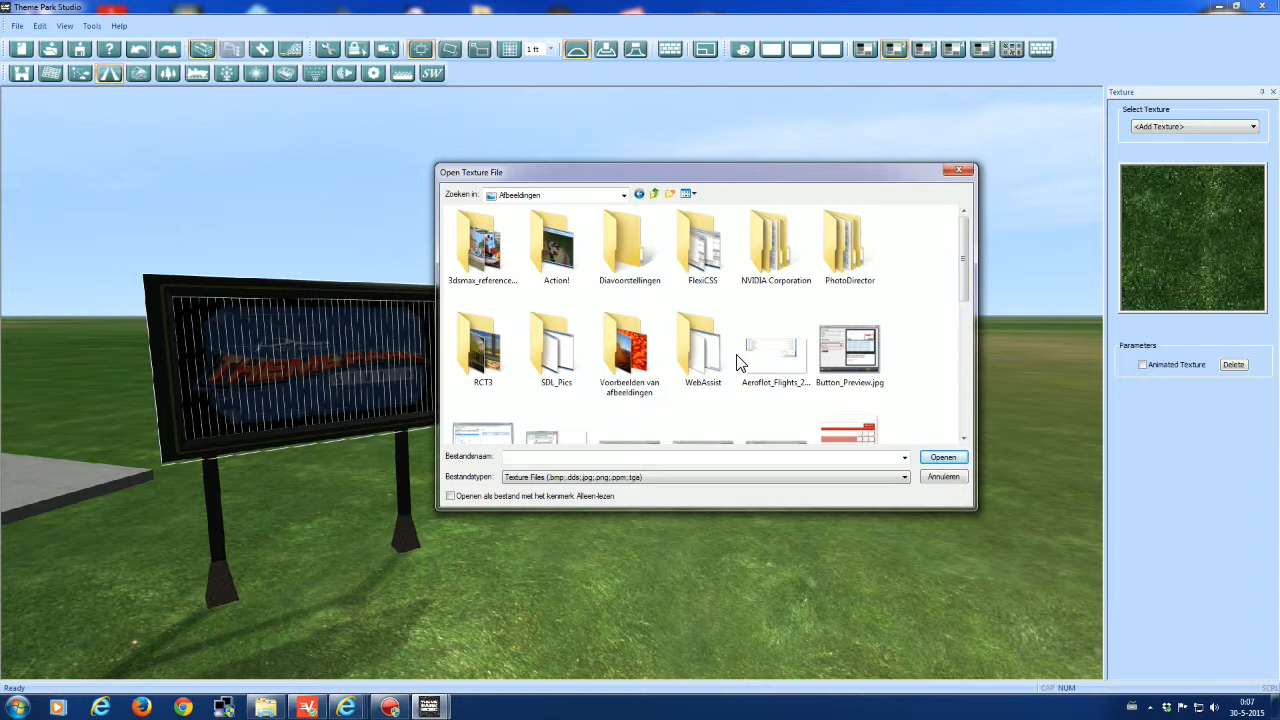 Theme Park Studio
File Edit View Tools Help
1 ft
SW
Texture
Select Texture
<Add Texture>
Parameters
Animated Texture
Delete
Open Texture File
Zoeken in:
Afbeeldingen
3dsmax_reference...
Action!
Diavoorstellingen
FlexiCSS
NVIDIA Corporation
PhotoDirector
RCT3
SDL_Pics
Voorbeelden van
afbeeldingen
WebAssist
Aeroflot_Flights_2...
Button_Preview.jpg
Bestandsnaam:
Openen
Bestandstypen:
Texture Files (.bmp;.dds;.jpg;.png;.ppm;.tga)
Annuleren
Openen als bestand met het kenmerk Alleen-lezen
Ready
CAP NUM SCRL
0:07
30-5-2015